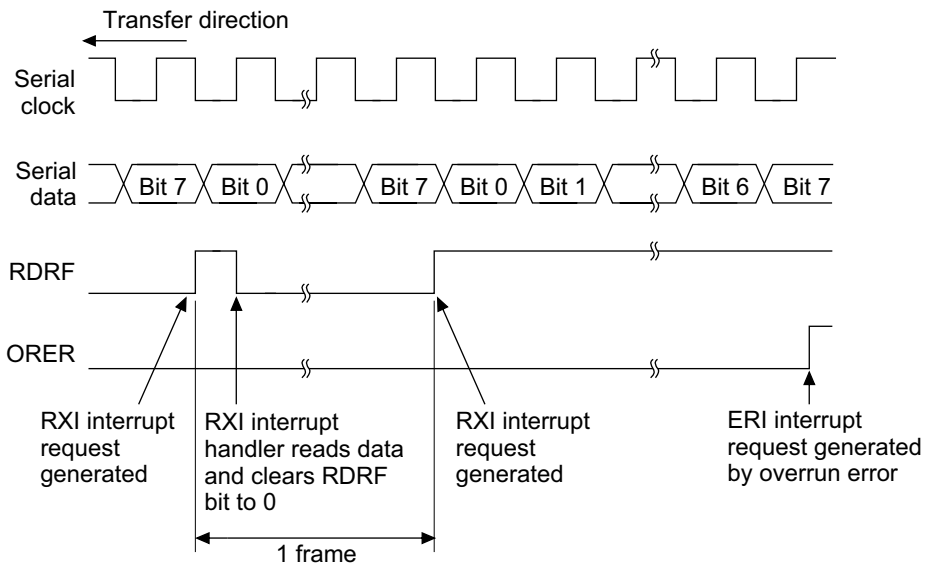 Transfer direction
Serial
clock
Serial
data
Bit 7
Bit 0
Bit 7
Bit 0
Bit 1
Bit 6
Bit 7
RDRF
ORER
RXI interrupt
request
generated
RXI interrupt
handler reads data
and clears RDRF
bit to 0
RXI interrupt
request
generated
ERI interrupt
request generated
by overrun error
1 frame